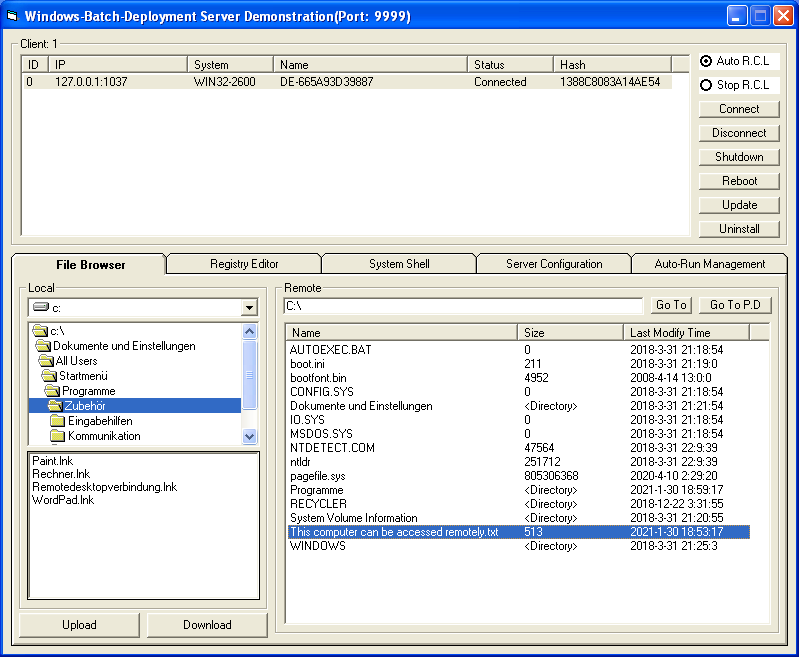 Windows-Batch-Deployment Server Demonstration(Port: 9999)
Client: 1
ID IP System Name Status Hash
0 127.0.0.1:1037 WIN32-2600 DE-665A93D39887 Connected 1388C8083A14AE54
Auto R.C.L
Stop R.C.L
Connect
Disconnect
Shutdown
Reboot
Update
Uninstall
File Browser Registry Editor System Shell Server Configuration Auto-Run Management
Local
c:
c:\
Dokumente und Einstellungen
All Users
Startmenü
Programme
Zubehör
Eingabehilfen
Kommunikation
Paint.lnk
Rechner.lnk
Remotedesktopverbindung.lnk
WordPad.lnk
Upload Download
Remote
C:\ Go To Go To P.D
Name Size Last Modify Time
AUTOEXEC.BAT 0 2018-3-31 21:18:54
boot.ini 211 2018-3-31 21:19:0
bootfont.bin 4952 2008-4-14 13:0:0
CONFIG.SYS 0 2018-3-31 21:18:54
Dokumente und Einstellungen <Directory> 2018-3-31 21:21:54
IO.SYS 0 2018-3-31 21:18:54
MSDOS.SYS 0 2018-3-31 21:18:54
NTDETECT.COM 47564 2018-3-31 22:9:39
ntldr 251712 2018-3-31 22:9:39
pagefile.sys 805306368 2020-4-10 2:29:20
Programme <Directory> 2021-1-30 18:59:17
RECYCLER <Directory> 2018-12-22 3:31:55
System Volume Information <Directory> 2018-3-31 21:20:55
This computer can be accessed remotely.txt 513 2021-1-30 18:53:17
WINDOWS <Directory> 2018-3-31 21:25:3